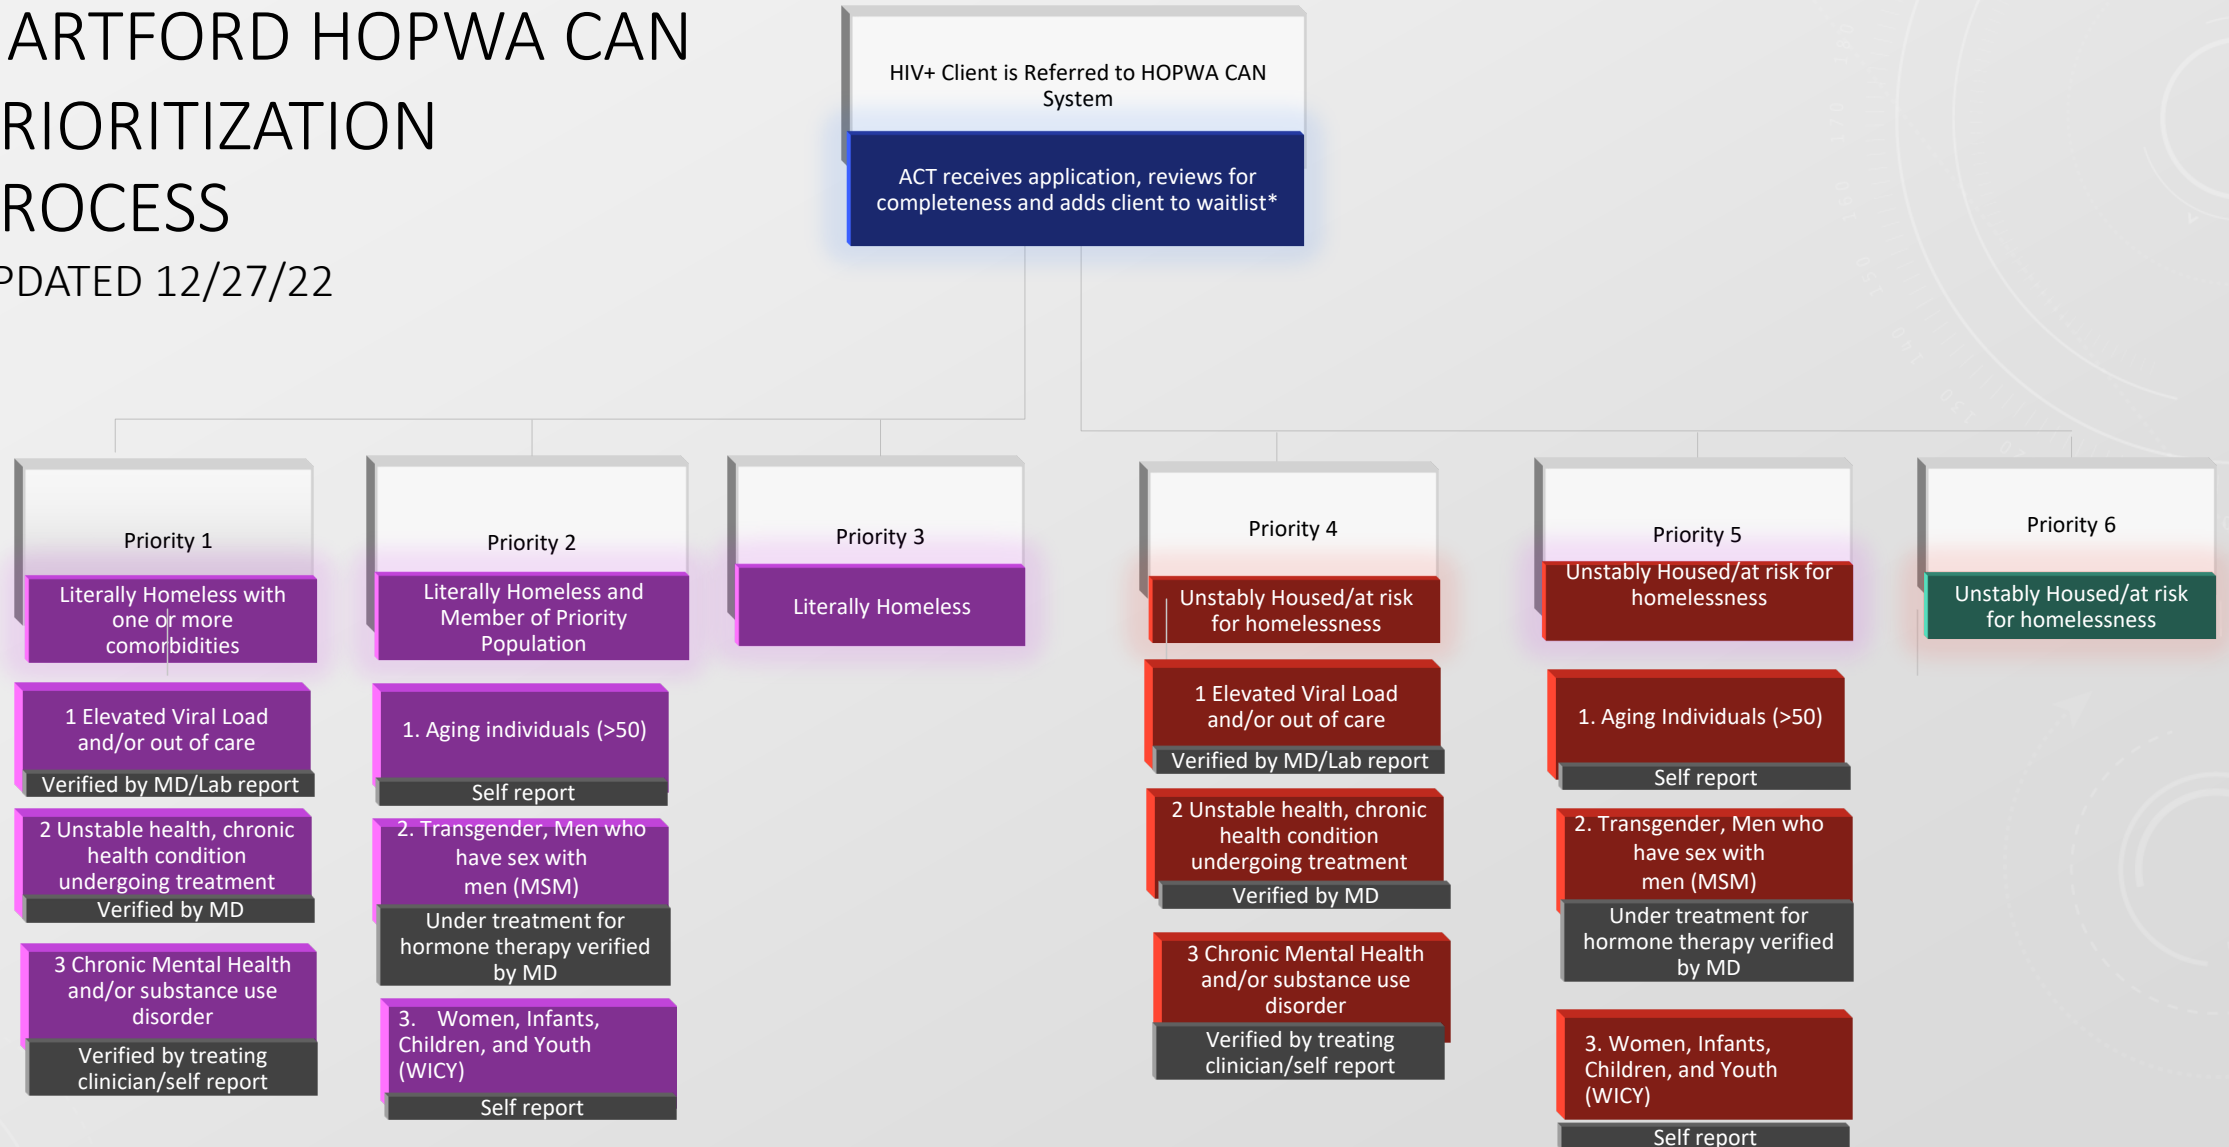 ARTFORD HOPWA CAN
RIORITIZATION
ROCESS
PDATED 12/27/22
HIV+ Client is Referred to HOPWA CAN
System
ACT receives application, reviews for
completeness and adds client to waitlist*
Priority 1
Literally Homeless with
one or more
comorbidities
1 Elevated Viral Load
and/or out of care
Verified by MD/Lab report
2 Unstable health, chronic
health condition
undergoing treatment
Verified by MD
3 Chronic Mental Health
and/or substance use
disorder
Verified by treating
clinician/self report
Priority 2
Literally Homeless and
Member of Priority
Population
1. Aging individuals (>50)
Self report
2. Transgender, Men who
have sex with
men (MSM)
Under treatment for
hormone therapy verified
by MD
3. Women, Infants,
Children, and Youth
(WICY)
Self report
Priority 3
Literally Homeless
Priority 4
Unstably Housed/at risk
for homelessness
1 Elevated Viral Load
and/or out of care
Verified by MD/Lab report
2 Unstable health, chronic
health condition
undergoing treatment
Verified by MD
3 Chronic Mental Health
and/or substance use
disorder
Verified by treating
clinician/self report
Priority 5
Unstably Housed/at risk for
homelessness
1. Aging Individuals (>50)
Self report
2. Transgender, Men who
have sex with
men (MSM)
Under treatment for
hormone therapy verified
by MD
3. Women, Infants,
Children, and Youth
(WICY)
Self report
Priority 6
Unstably Housed/at risk
for homelessness